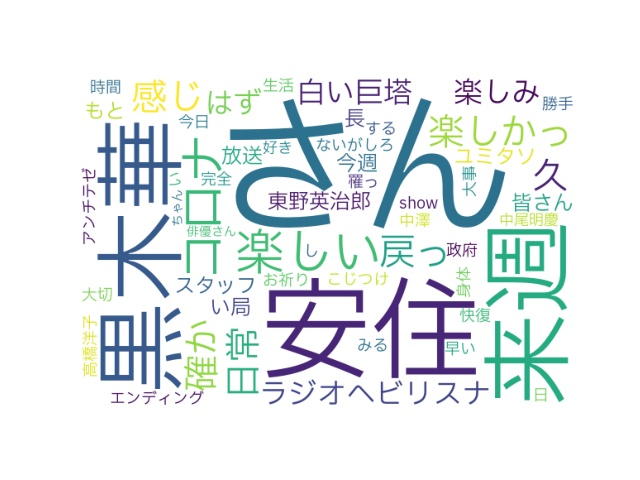 時間
もと
感じ
はず
生活
白い巨塔
楽しみ
勝手
今日
さん
長
する
楽しかっ
黒木華
コロナ
放送
好き
ないがしろ
今週
ユミタソ
アンチテゼ
ちゃん
い
完全
罹っ
大事
久
東野英治郎
show
皆さん
中澤
中尾明慶
俳優さん
楽しい
し
戻っ
政府
来週
スタッフ
お祈り
こじつけ
身体
大切
い局
安住
快復
高橋洋子
確か
日常
みる
早い
エンディング
ラジオヘビリスナ
日